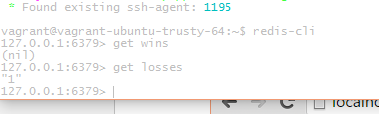 * Found existing ssh-agent: 1195
vagrant@vagrant-ubuntu-trusty-64:~$ redis-cli
127.0.0.1:6379> get wins
(nil)
127.0.0.1:6379> get losses
"1"
127.0.0.1:6379>
localho